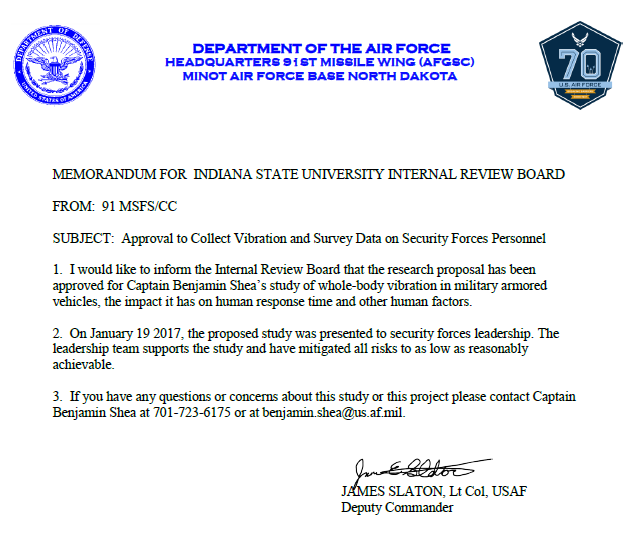 DEPARTMENT OF DEFENSE
UNITED STATES OF AMERICA
DEPARTMENT OF THE AIR FORCE
HEADQUARTERS 91ST MISSILE WING (AFGSC)
MINOT AIR FORCE BASE NORTH DAKOTA
70
U.S. AIR FORCE
MEMORANDUM FOR INDIANA STATE UNIVERSITY INTERNAL REVIEW BOARD
FROM: 91 MSFS/CC
SUBJECT: Approval to Collect Vibration and Survey Data on Security Forces Personnel
1. I would like to inform the Internal Review Board that the research proposal has been
approved for Captain Benjamin Shea's study of whole-body vibration in military armored
vehicles, the impact it has on human response time and other human factors.
2. On January 19 2017, the proposed study was presented to security forces leadership. The
leadership team supports the study and have mitigated all risks to as low as reasonably
achievable.
3. If you have any questions or concerns about this study or this project please contact Captain
Benjamin Shea at 701-723-6175 or at benjamin.shea@us.af.mil.
JAMES SLATON, Lt Col, USAF
Deputy Commander